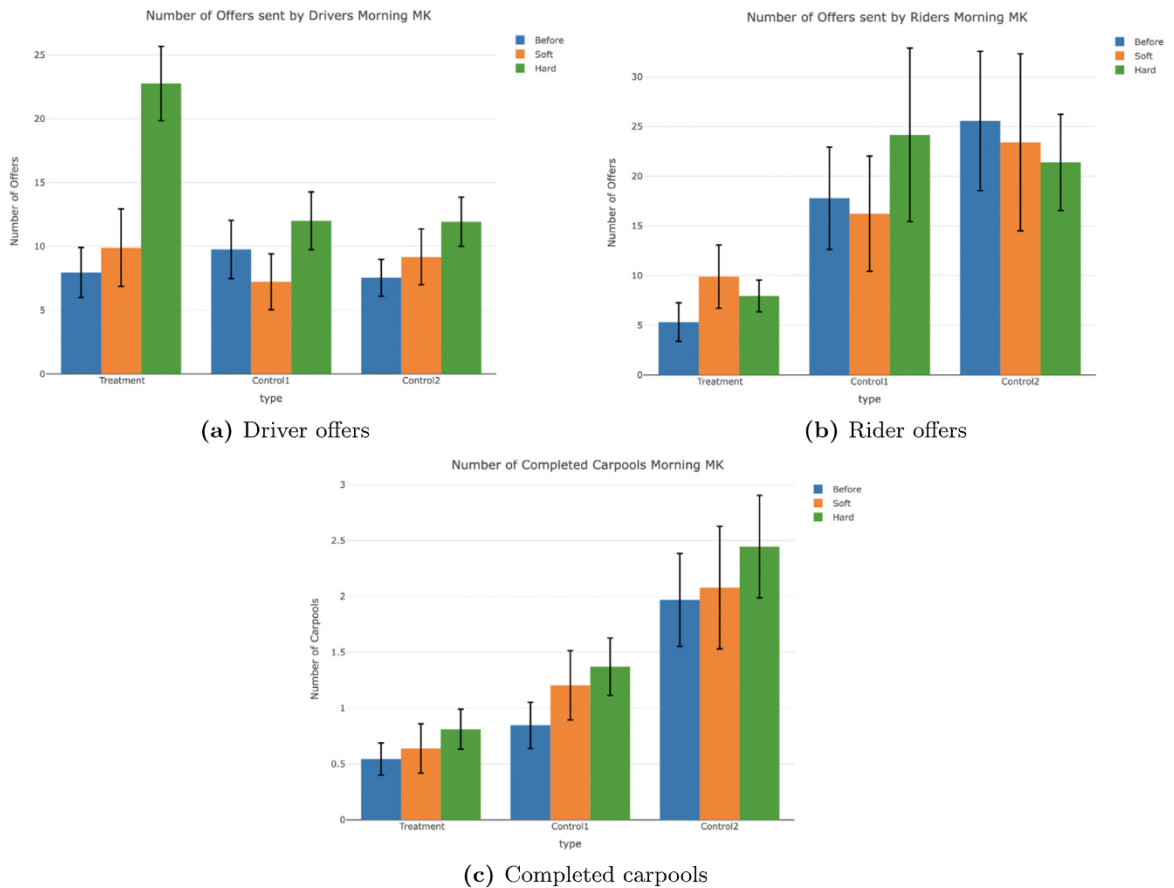 Number of Offers sent by Drivers Morning MK
Before
Soft
Hard
25
20
15
10
5
0
Number of Offers
Treatment
Control1
Control2
type
(a) Driver offers
Number of Offers sent by Riders Morning MK
Before
Soft
Hard
30
25
20
15
10
5
0
Number of Offers
Treatment
Control1
Control2
type
(b) Rider offers
Number of Completed Carpools Morning MK
Before
Soft
Hard
3
2.5
2
1.5
1
0.5
0
Number of Carpools
Treatment
Control1
Control2
type
(c) Completed carpools